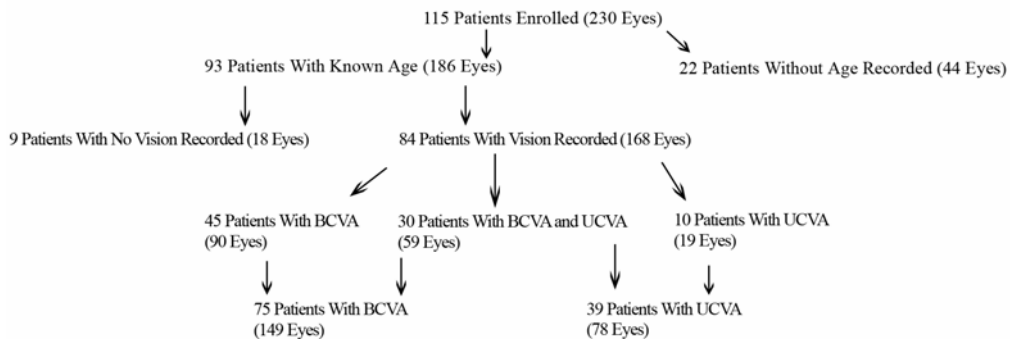 115 Patients Enrolled (230 Eyes)
93 Patients With Known Age (186 Eyes)
22 Patients Without Age Recorded (44 Eyes)
9 Patients With No Vision Recorded (18 Eyes)
84 Patients With Vision Recorded (168 Eyes)
45 Patients With BCVA
(90 Eyes)
30 Patients With BCVA and UCVA
(59 Eyes)
10 Patients With UCVA
(19 Eyes)
75 Patients With BCVA
(149 Eyes)
39 Patients With UCVA
(78 Eyes)